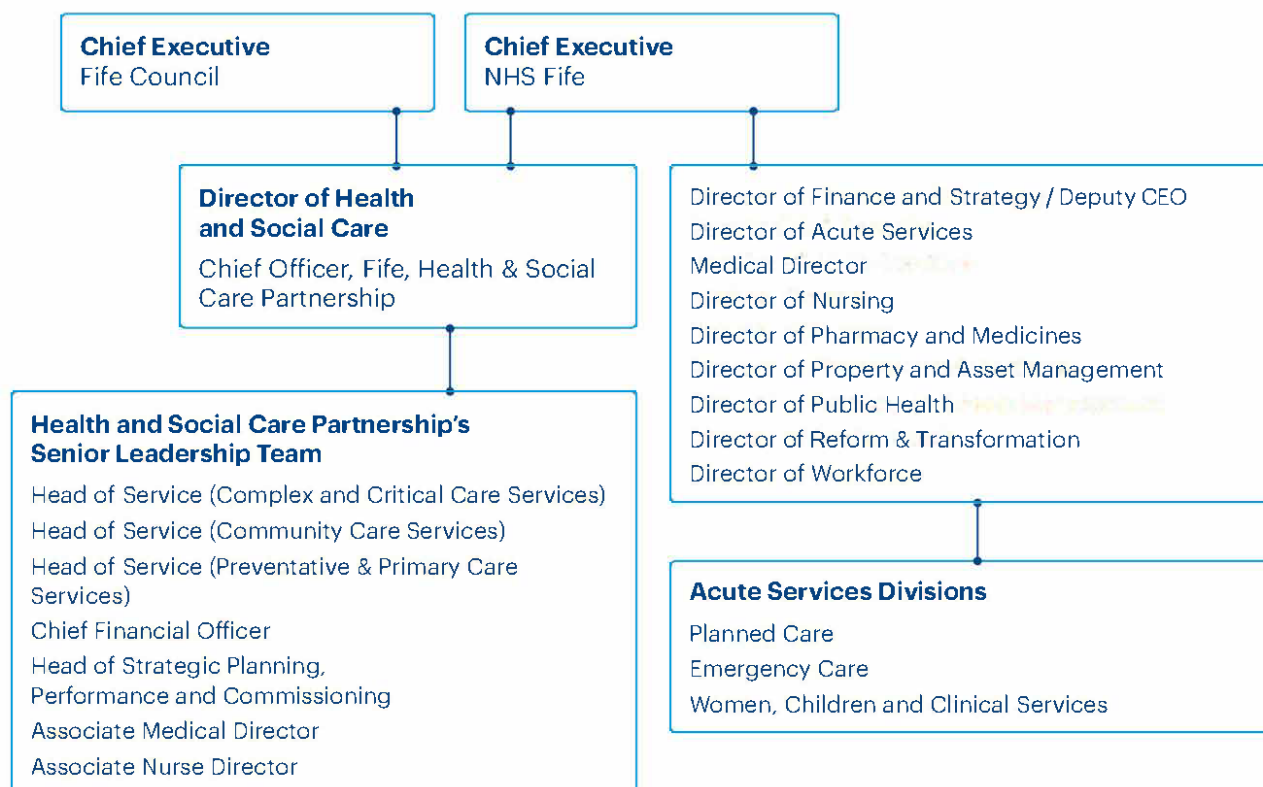 Chief Executive
Fife Council
Chief Executive
NHS Fife
Director of Health
and Social Care
Chief Officer, Fife, Health & Social
Care Partnership
Director of Finance and Strategy / Deputy CEO
Director of Acute Services
Medical Director
Director of Nursing
Director of Pharmacy and Medicines
Director of Property and Asset Management
Director of Public Health
Director of Reform & Transformation
Director of Workforce
Health and Social Care Partnership's
Senior Leadership Team
Head of Service (Complex and Critical Care Services)
Head of Service (Community Care Services)
Head of Service (Preventative & Primary Care
Services)
Chief Financial Officer
Head of Strategic Planning,
Performance and Commissioning
Associate Medical Director
Associate Nurse Director
Acute Services Divisions
Planned Care
Emergency Care
Women, Children and Clinical Services